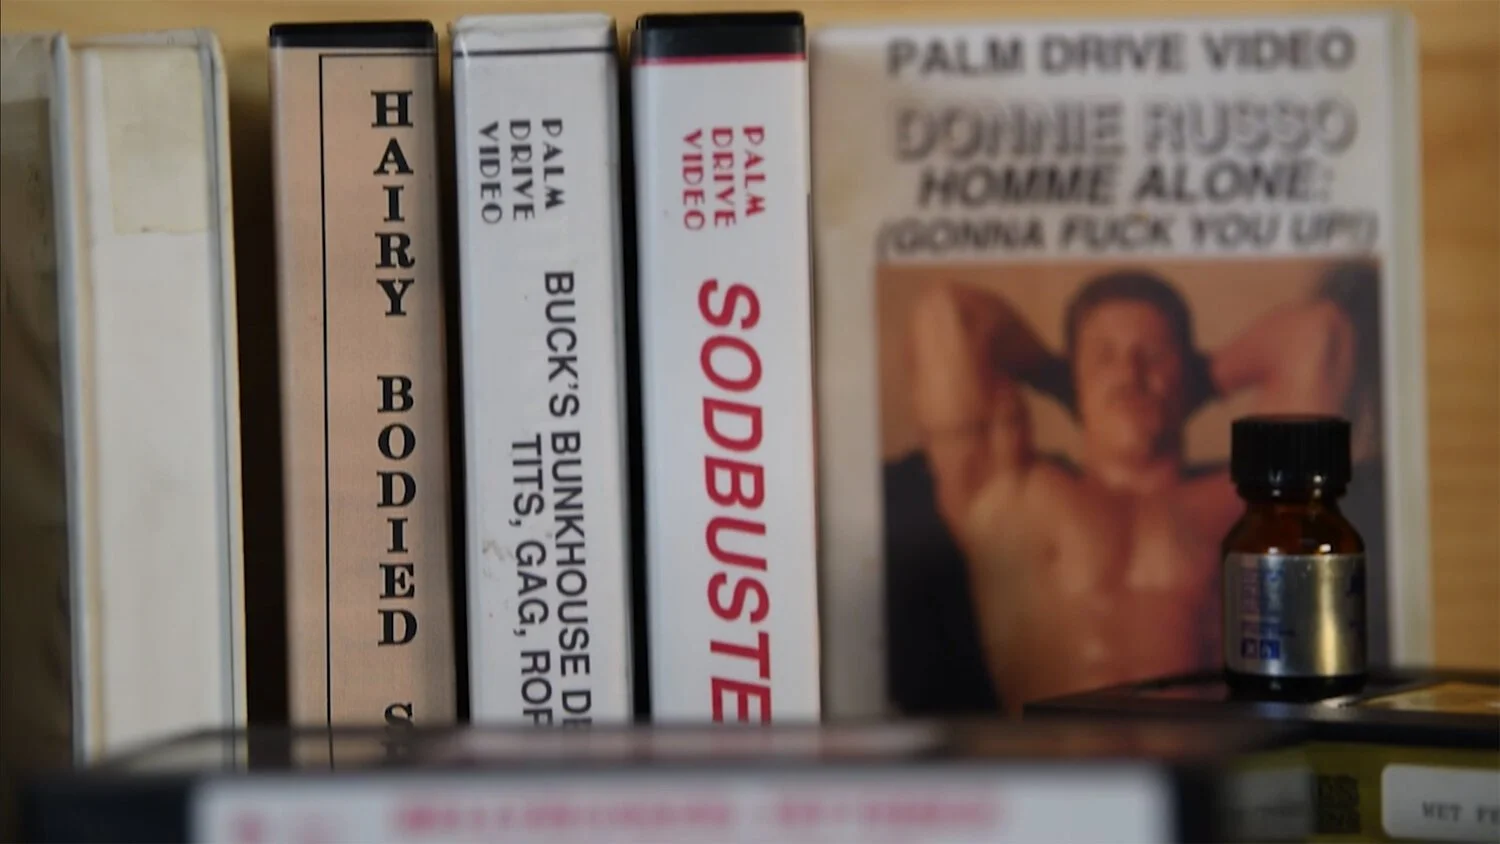 HAIRY BODIED
PALM
DRIVE
VIDEO
BUCK'S BUNKHOUSE
TITS, GAG,
PALM
DRIVE
VIDEO
SODBUSTE
PALM DRIVE VIDEO
DONNIE RUSSO
HOMME ALONE:
(GONNA FUCK YOU UP!)
WET